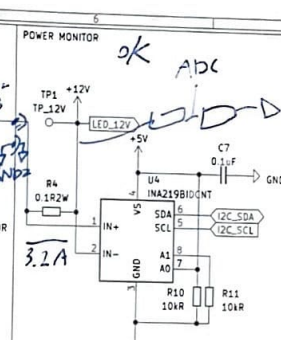 6
POWER MONITOR
OK
ADC
+12V
TP1
TP_12V
LED_12V
+5V
C7
0.1uF
GND
R4
0.1R2W
U4
INA219BIDCNT
VS
4
1
IN+
2
IN-
SDA
6
I2C_SDA
SCL
5
I2C_SCL
A1
8
A0
7
GND
3
3.2A
R10
10kR
R11
10kR